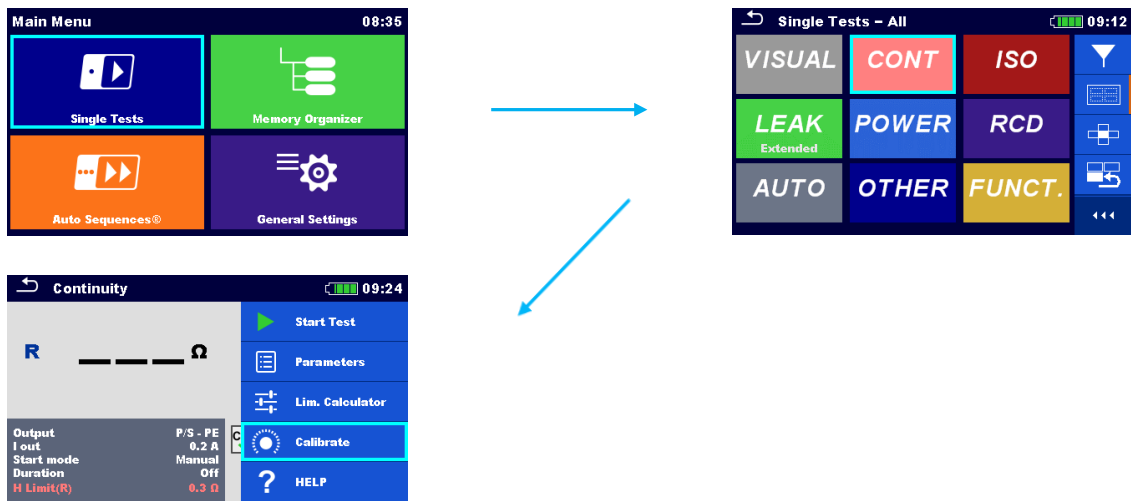 Main Menu 08:35
Single Tests
Memory Organizer
Auto Sequences®
General Settings
Single Tests – All 09:12
VISUAL CONT ISO
LEAK POWER RCD
Extended
AUTO OTHER FUNCT.
Continuity 09:24
R ___Ω
Output P/S - PE
I out 0.2 A
Start mode Manual
Duration Off
H Limit(R) 0.3 Ω
C
Start Test
Parameters
Lim. Calculator
Calibrate
? HELP